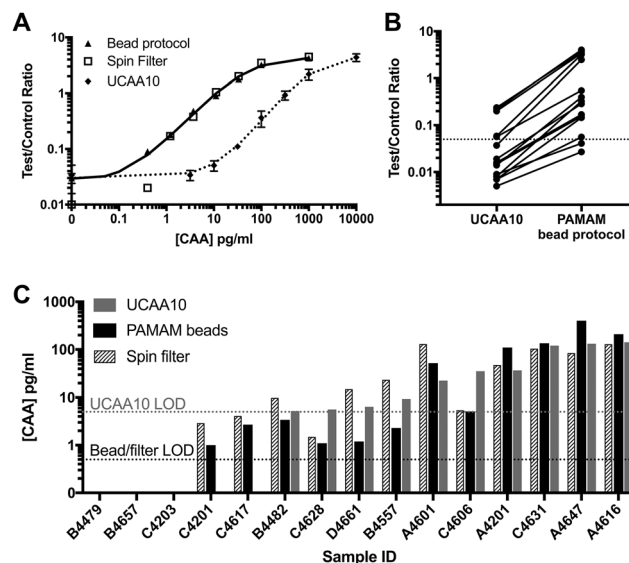 A
Bead protocol
Spin Filter
UCAA10
Test/Control Ratio
10
1
0.1
0.01
0 0.1 1 10 100 1000 10000
[CAA] pg/ml
B
Test/Control Ratio
10
1
0.1
0.01
UCAA10 PAMAM
bead protocol
C
UCAA10
PAMAM beads
Spin filter
[CAA] pg/ml
1000
100
10
1
0
UCAA10 LOD
Bead/filter LOD
B4479 B4657 C4203 C4201 C4617 B4482 C4628 D4661 B4557 A4601 C4606 A4201 C4631 A4647 A4616
Sample ID